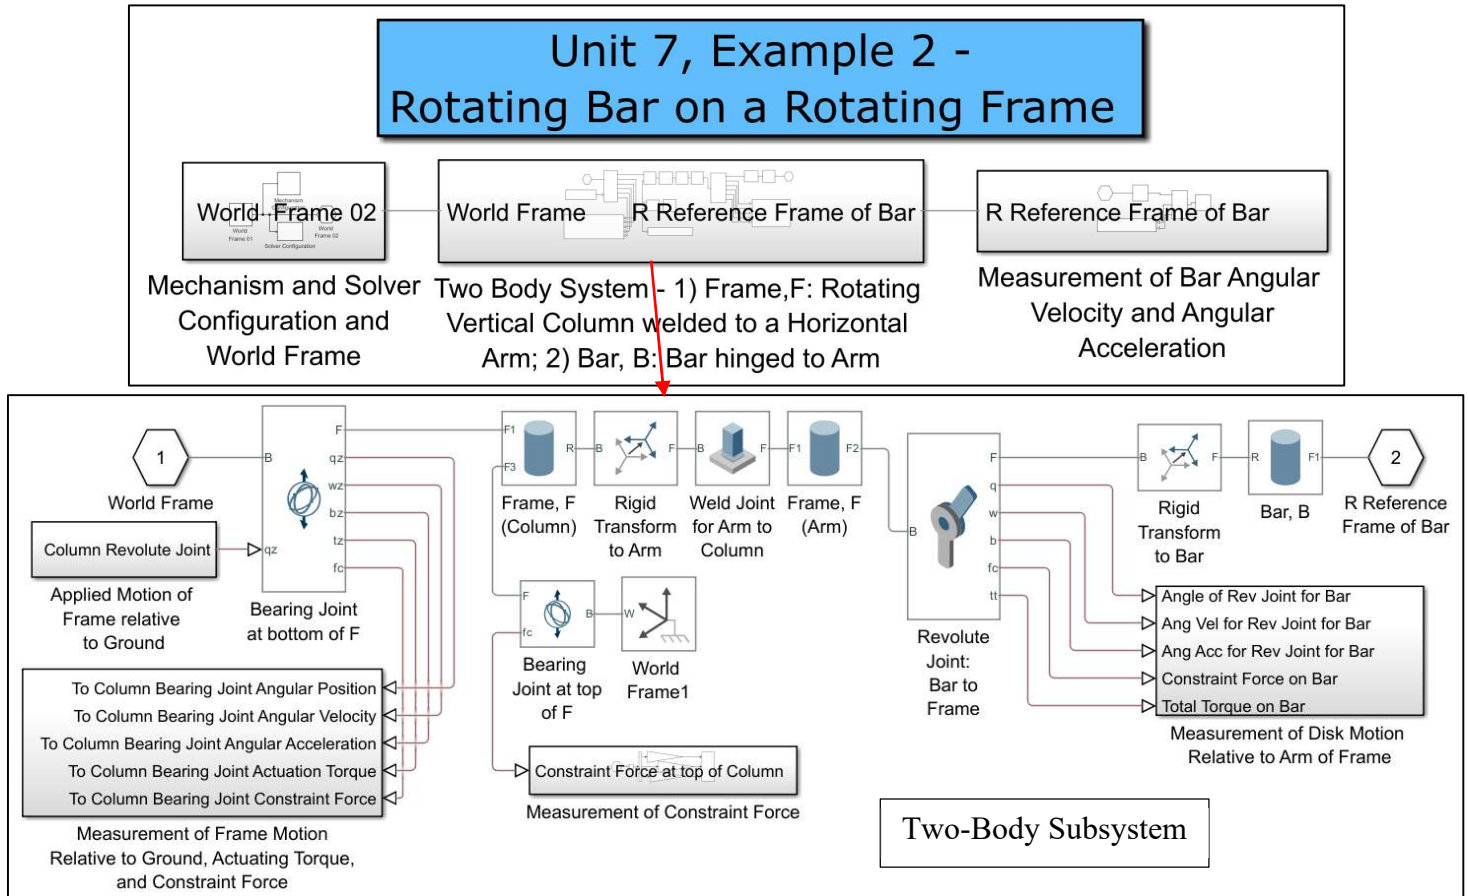 Unit 7, Example 2 -
Rotating Bar on a Rotating Frame
World Frame 02
Mechanism
World
Frame 01
World
Frame 02
Solver Configuration
World Frame
R Reference Frame of Bar
R Reference Frame of Bar
Mechanism and Solver
Configuration and
World Frame
Two Body System - 1) Frame,F: Rotating
Vertical Column welded to a Horizontal
Arm; 2) Bar, B: Bar hinged to Arm
Measurement of Bar Angular
Velocity and Angular
Acceleration
1
World Frame
Column Revolute Joint
Applied Motion of
Frame relative
to Ground
B
qz
F
qz
wz
bz
tz
fc
Bearing Joint
at bottom of F
To Column Bearing Joint Angular Position
To Column Bearing Joint Angular Velocity
To Column Bearing Joint Angular Acceleration
To Column Bearing Joint Actuation Torque
To Column Bearing Joint Constraint Force
Measurement of Frame Motion
Relative to Ground, Actuating Torque,
and Constraint Force
F1
F3
R
Frame, F
(Column)
B
F
Rigid
Transform
to Arm
B
F
Weld Joint
for Arm to
Column
F1
F2
Frame, F
(Arm)
F
fc
B
Bearing
Joint at top
of F
W
World
Frame1
Constraint Force at top of Column
Measurement of Constraint Force
B
F
q
w
b
fc
tt
Revolute
Joint:
Bar to
Frame
B
F
Rigid
Transform
to Bar
R
F1
Bar, B
2
R Reference
Frame of Bar
Angle of Rev Joint for Bar
Ang Vel for Rev Joint for Bar
Ang Acc for Rev Joint for Bar
Constraint Force on Bar
Total Torque on Bar
Measurement of Disk Motion
Relative to Arm of Frame
Two-Body Subsystem